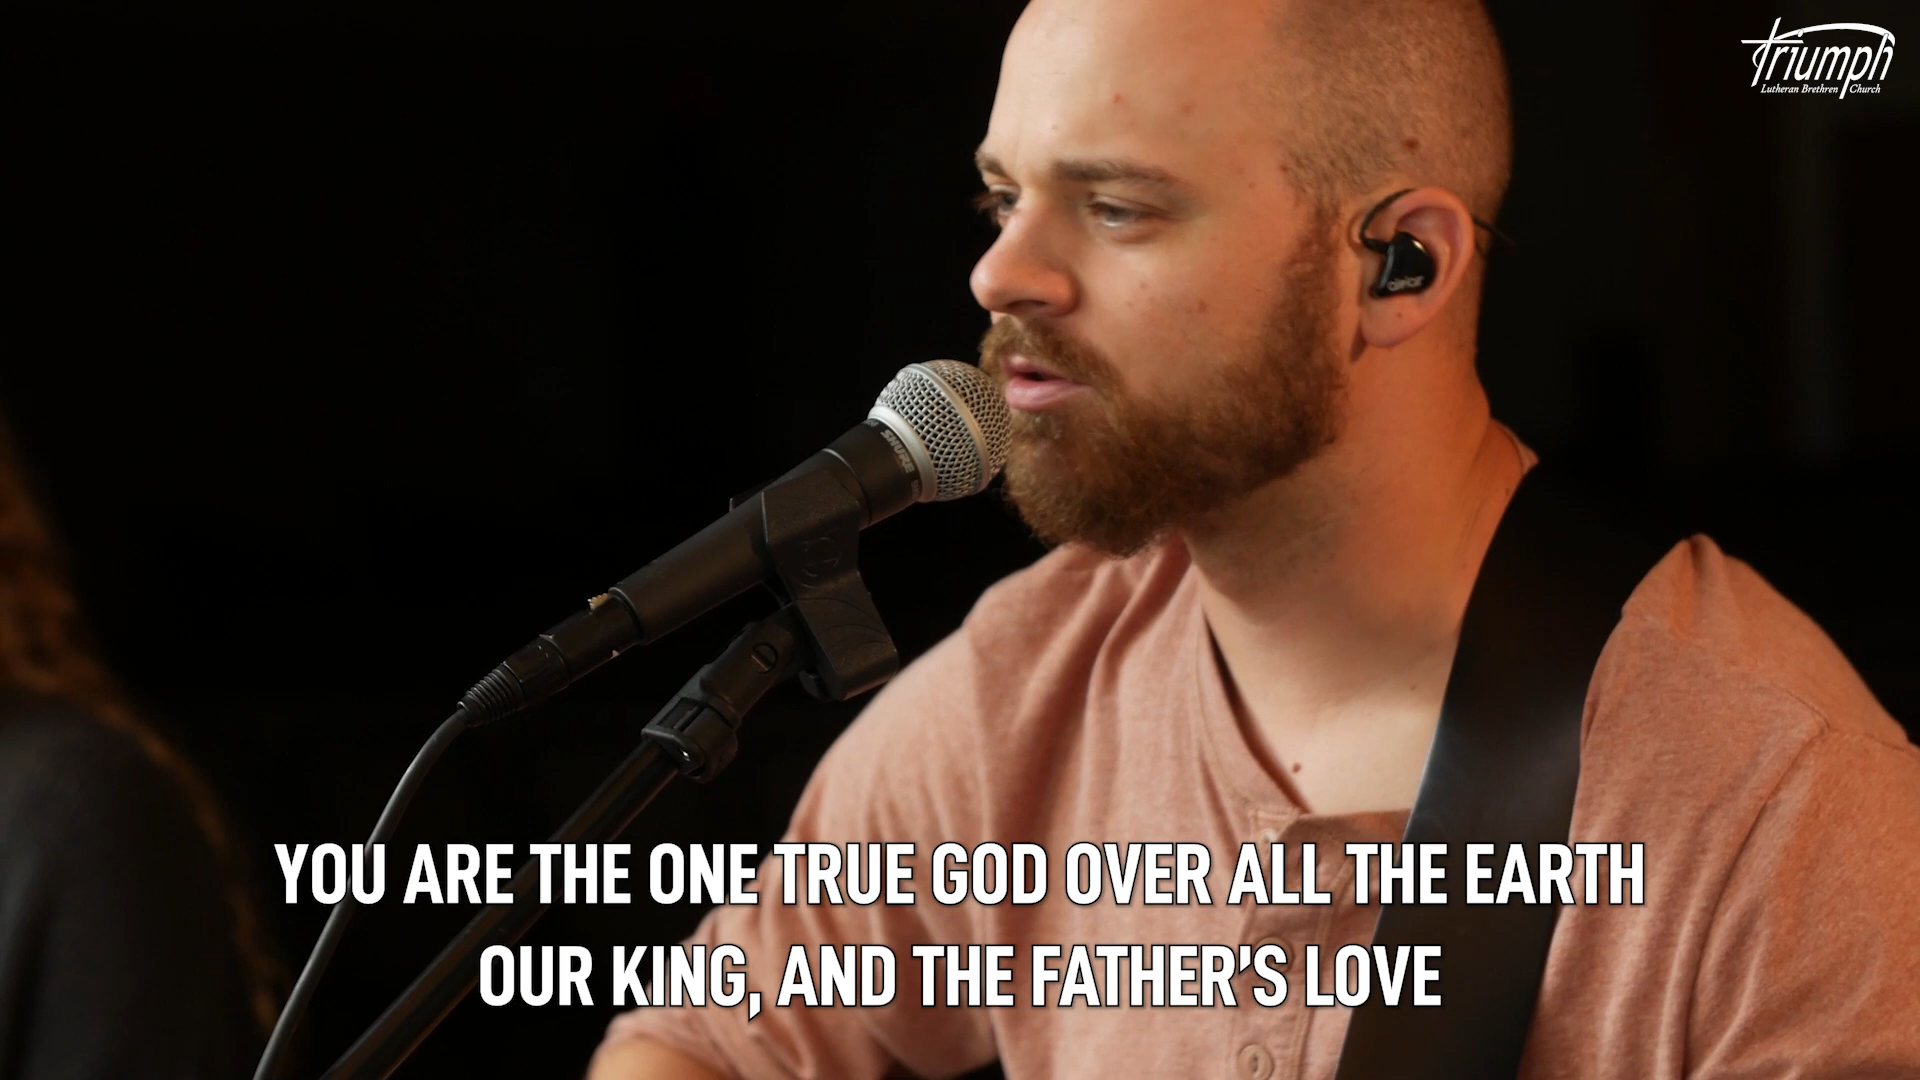 Triumph
Lutheran Brethren Church
SHURE
YOU ARE THE ONE TRUE GOD OVER ALL THE EARTH
OUR KING, AND THE FATHER'S LOVE